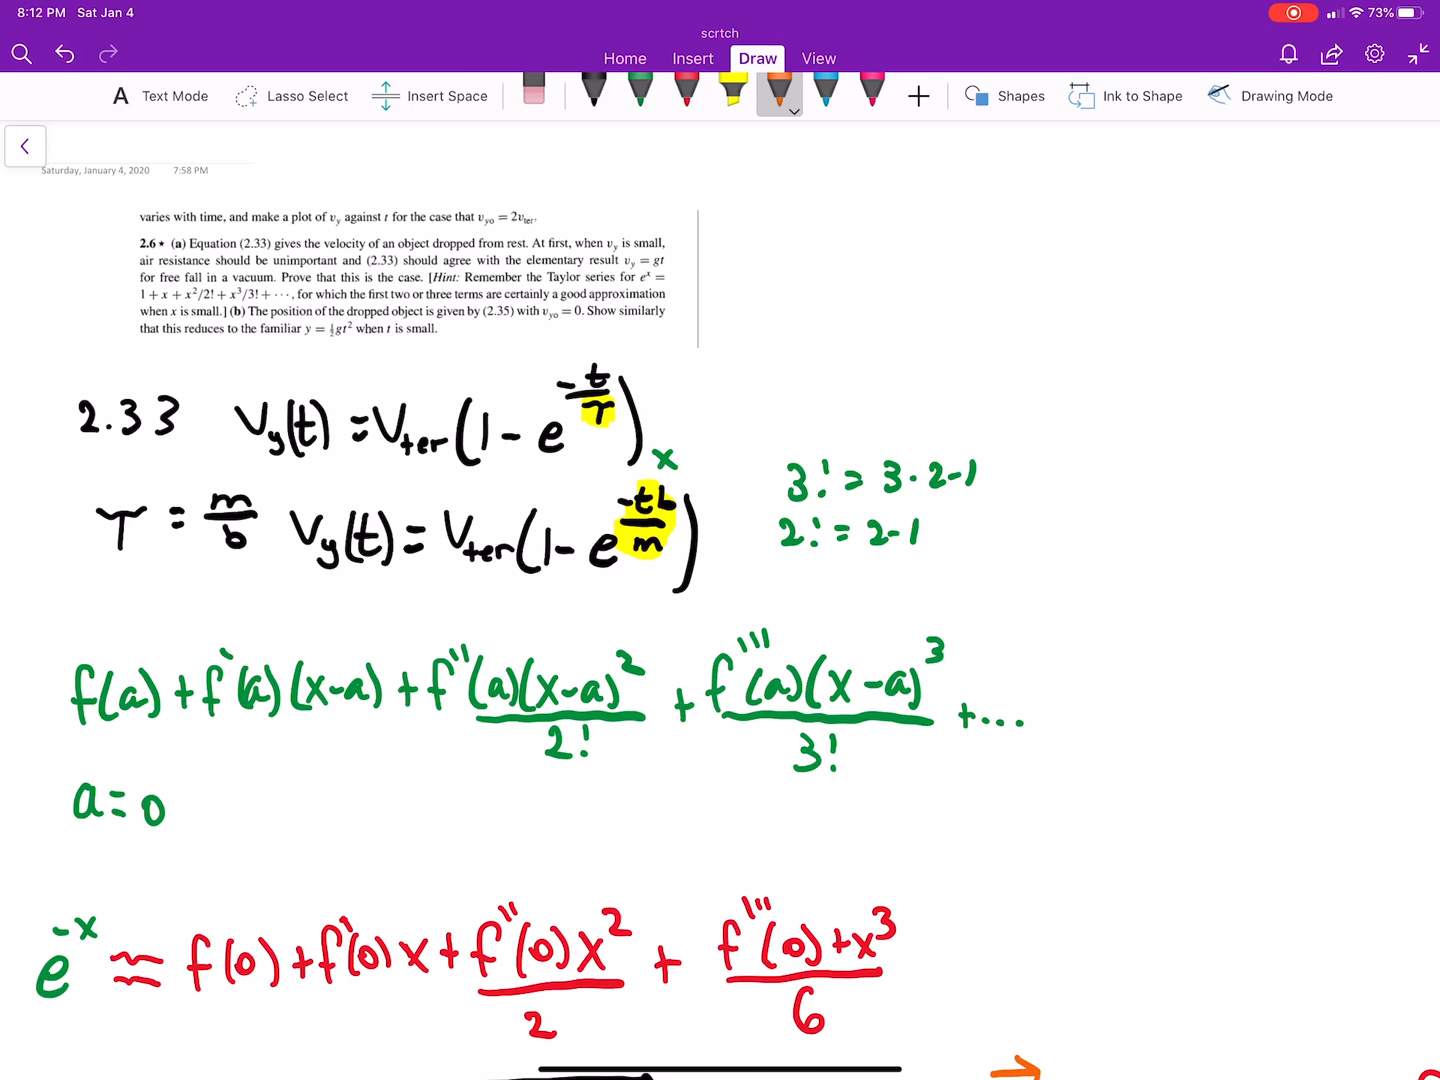 8:12 PM Sat Jan 4
73%
scrtch
Home Insert Draw View
A Text Mode Lasso Select Insert Space Shapes Ink to Shape Drawing Mode
Saturday, January 4, 2020 7:58 PM
varies with time, and make a plot of v_y against t for the case that v_yo = 2v_ter.
2.6★ (a) Equation (2.33) gives the velocity of an object dropped from rest. At first, when v_y is small,
air resistance should be unimportant and (2.33) should agree with the elementary result v_y = gt
for free fall in a vacuum. Prove that this is the case. [Hint: Remember the Taylor series for e^x =
1 + x + x^2/2! + x^3/3! + ···, for which the first two or three terms are certainly a good approximation
when x is small.] (b) The position of the dropped object is given by (2.35) with v_yo = 0. Show similarly
that this reduces to the familiar y = ½gt² when t is small.
2.33 V_y(t) = V_ter(1 - e^(-t/τ))
x
τ = m/b V_y(t) = V_ter(1 - e^(-tb/m))
3! = 3·2-1
2! = 2-1
f(a) + f'(a)(x-a) + f''(a)(x-a)^2/2! + f'''(a)(x-a)^3/3! + ...
a = 0
e^-x ≈ f(0) + f'(0)x + f''(0)x^2/2 + f'''(0)+x^3/6